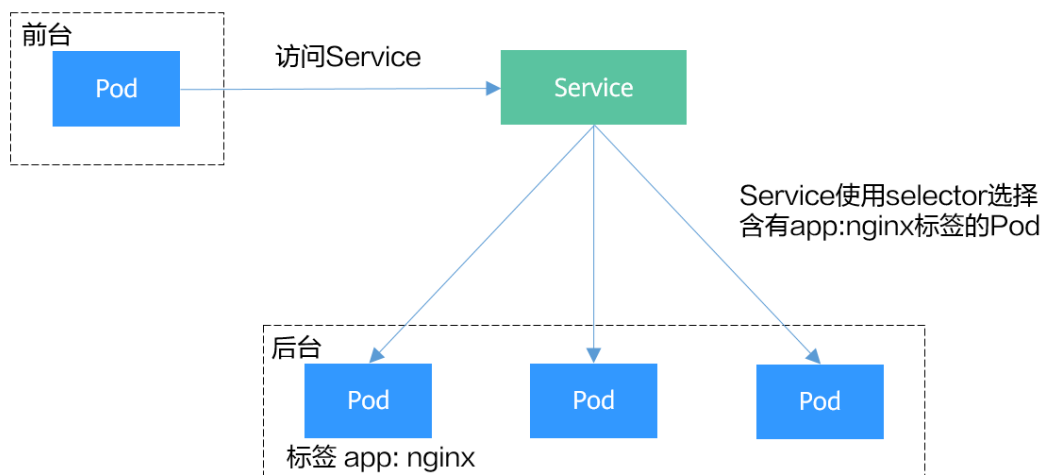 前台
Pod
访问Service
Service
Service使用selector选择
含有app:nginx标签的Pod
后台
Pod
Pod
Pod
标签 app: nginx